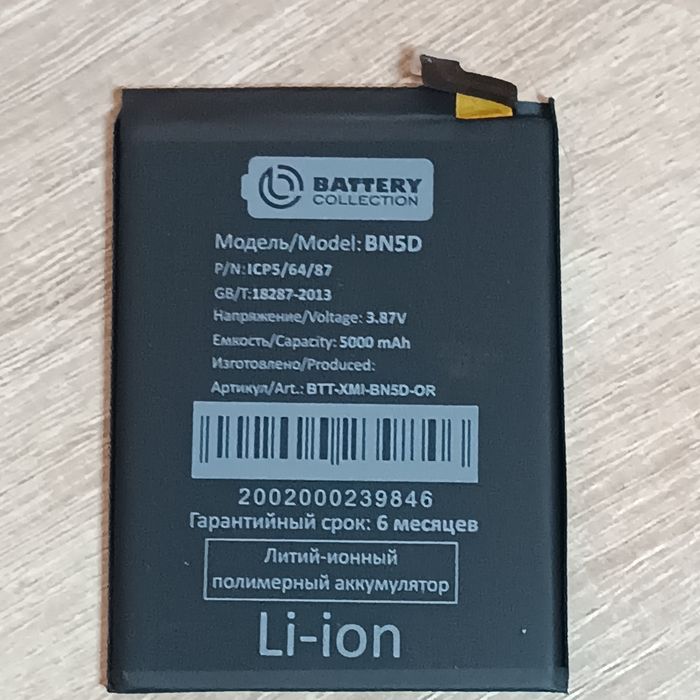 BATTERY
COLLECTION
Модель/Model: BN5D
P/N: ICP5/64/87
GB/T: 18287-2013
Напряжение/Voltage: 3.87V
Емкость/Capacity: 5000 mAh
Изготовлено/Produced:
Артикул/Art.: BTT-XMI-BN5D-OR
2002000239846
Гарантийный срок: 6 месяцев
Литий-ионный
полимерный аккумулятор
Li-ion